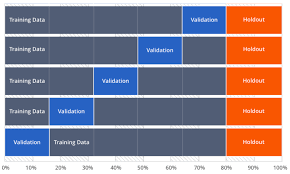 Training Data Validation Holdout
Training Data Validation Holdout
Training Data Validation Holdout
Training Data Validation Holdout
Validation Training Data Holdout
0% 10% 20% 30% 40% 50% 60% 70% 80% 90% 100%